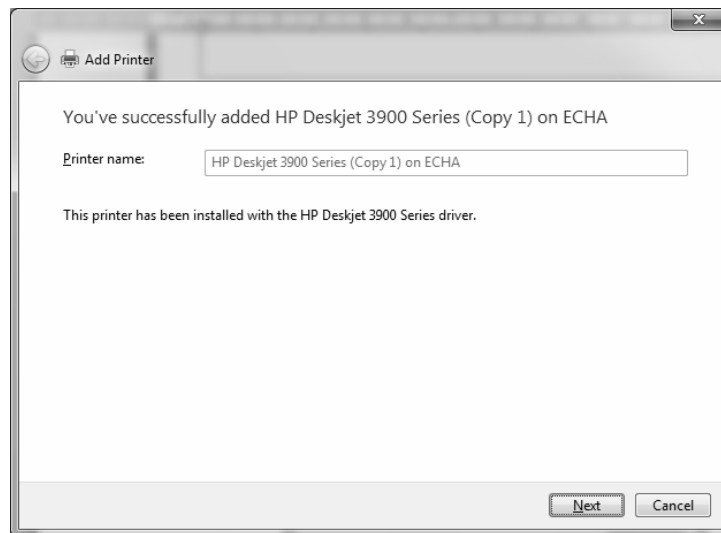 Add Printer
You've successfully added HP Deskjet 3900 Series (Copy 1) on ECHA
Printer name: HP Deskjet 3900 Series (Copy 1) on ECHA
This printer has been installed with the HP Deskjet 3900 Series driver.
Next Cancel